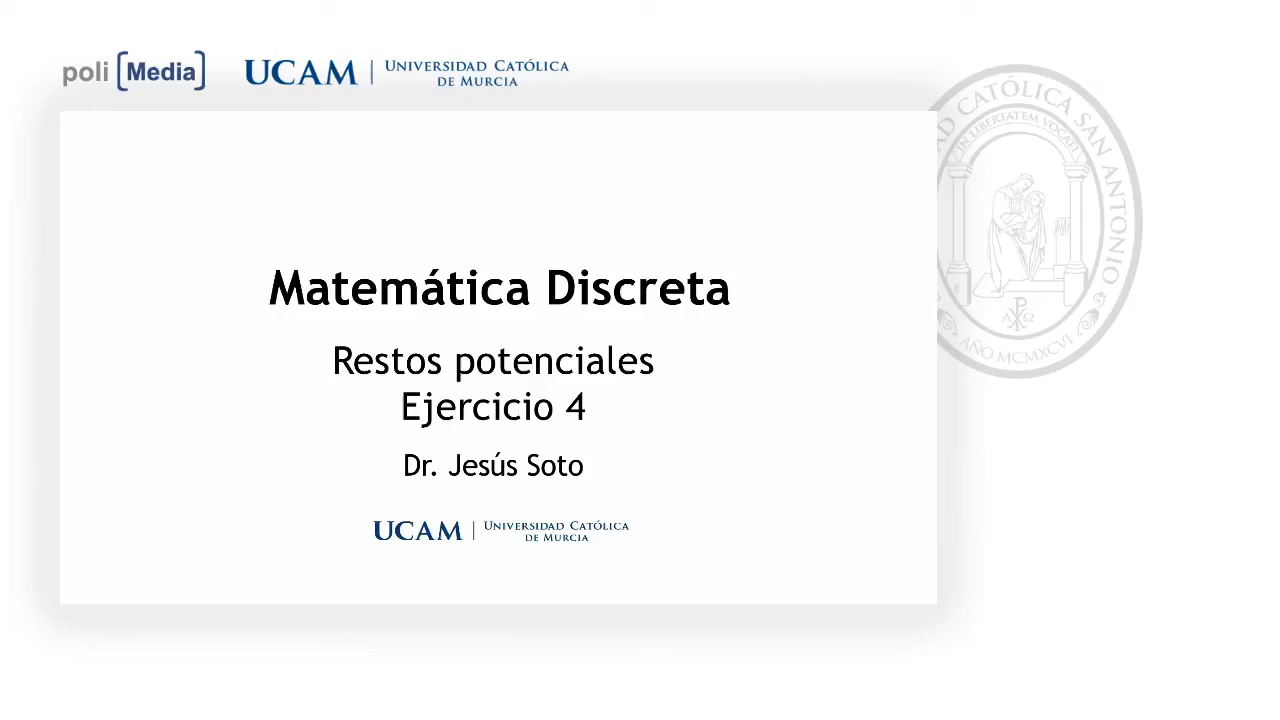 poli [Media]
UCAM | UNIVERSIDAD CATÓLICA
DE MURCIA
AD CATÓLICA SAN ANTONIO
IN LIBERTATEM VOCATI
AÑO MCMXCVI
Matemática Discreta
Restos potenciales
Ejercicio 4
Dr. Jesús Soto
UCAM | UNIVERSIDAD CATÓLICA
DE MURCIA